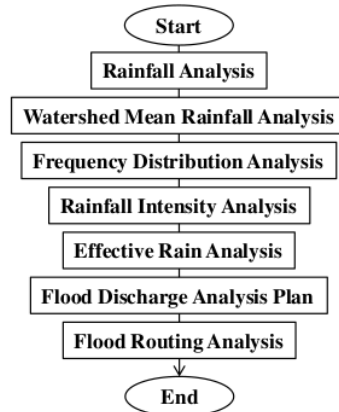 Start
Rainfall Analysis
Watershed Mean Rainfall Analysis
Frequency Distribution Analysis
Rainfall Intensity Analysis
Effective Rain Analysis
Flood Discharge Analysis Plan
Flood Routing Analysis
End